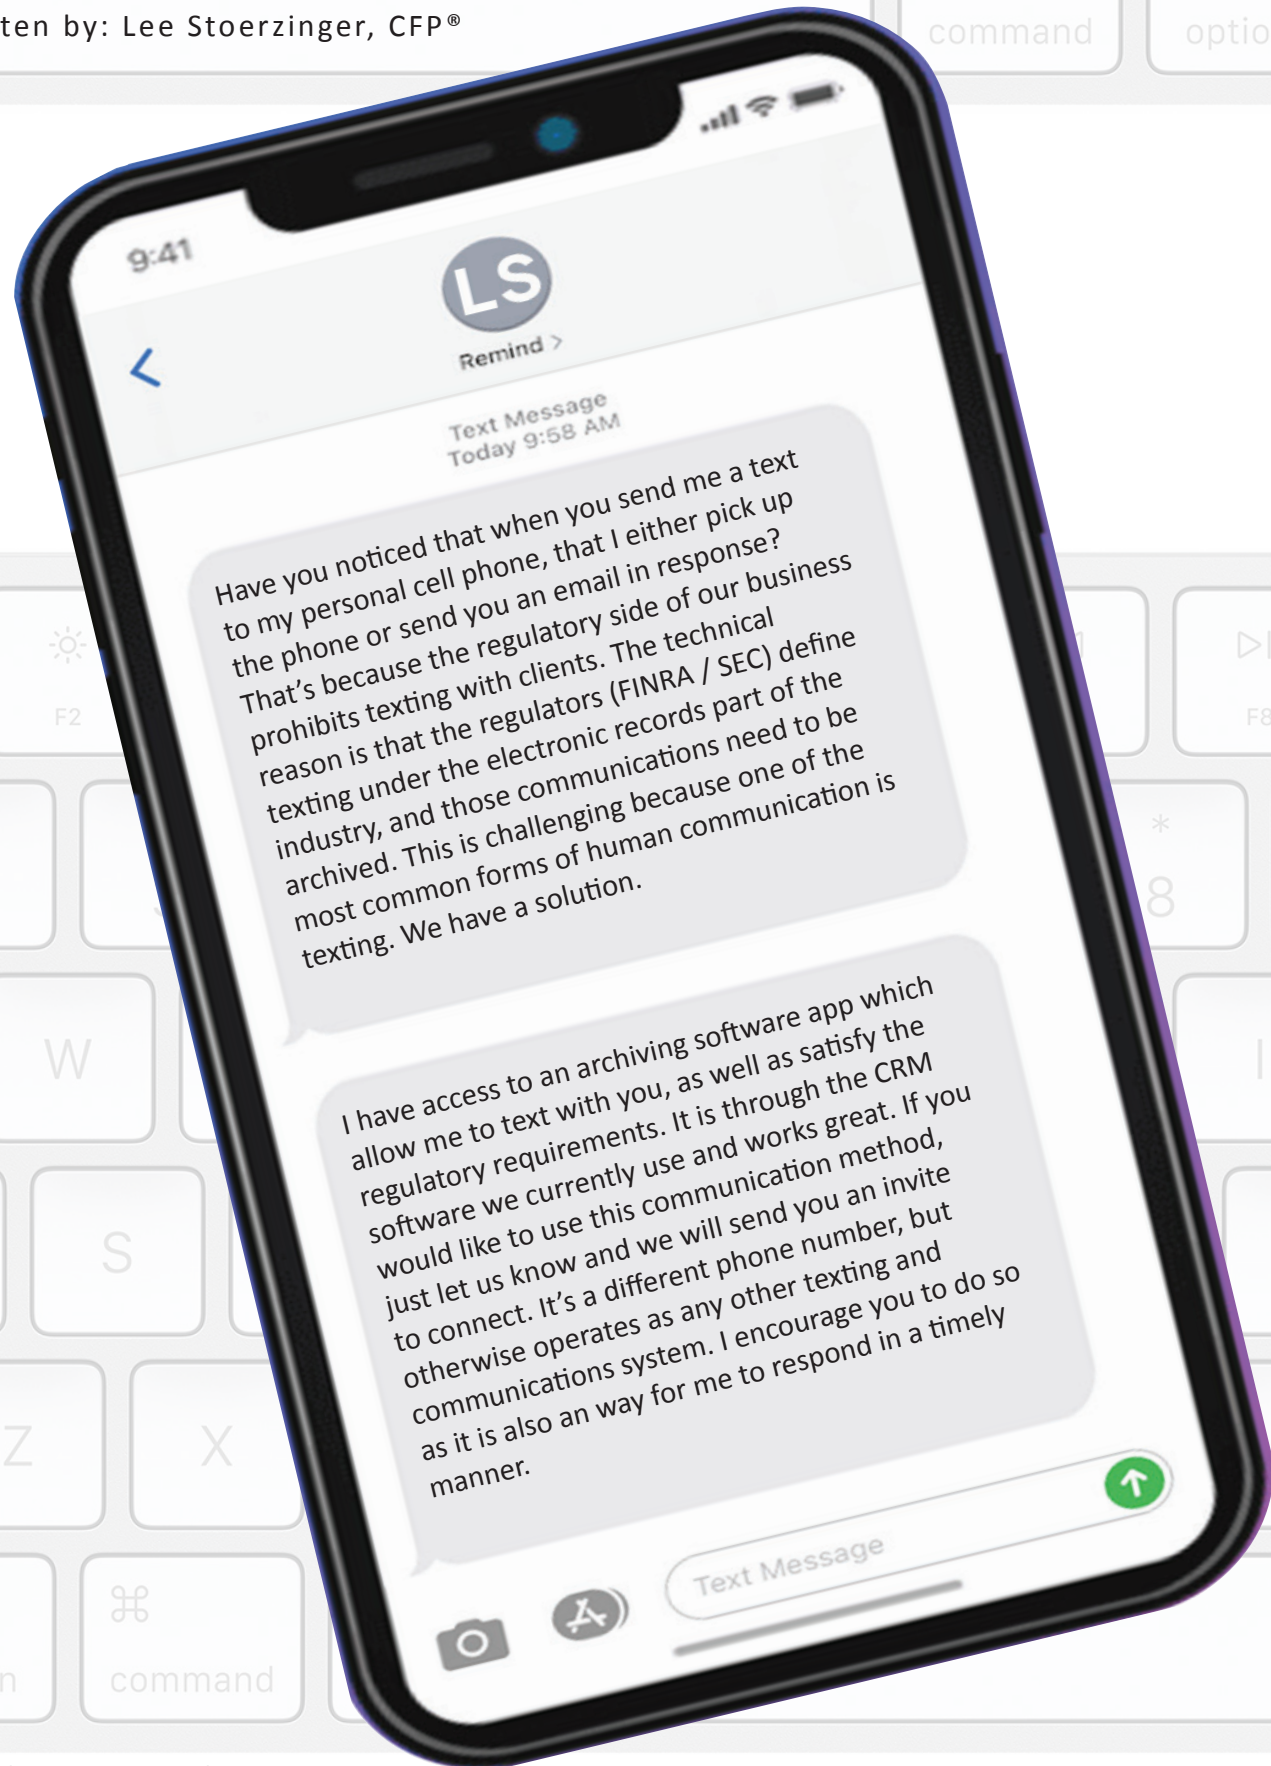 ten by: Lee Stoerzinger, CFP®
command
optio
9:41
LS
Remind >
Text Message
Today 9:58 AM
Have you noticed that when you send me a text
to my personal cell phone, that I either pick up
the phone or send you an email in response?
That’s because the regulatory side of our business
prohibits texting with clients. The technical
reason is that the regulators (FINRA / SEC) define
texting under the electronic records part of the
industry, and those communications need to be
archived. This is challenging because one of the
most common forms of human communication is
texting. We have a solution.
I have access to an archiving software app which
allow me to text with you, as well as satisfy the
regulatory requirements. It is through the CRM
software we currently use and works great. If you
would like to use this communication method,
just let us know and we will send you an invite
to connect. It’s a different phone number, but
otherwise operates as any other texting and
communications system. I encourage you to do so
as it is also an way for me to respond in a timely
manner.
Text Message
F2
F8
*
8
W
I
S
Z
X
⌘
n
command